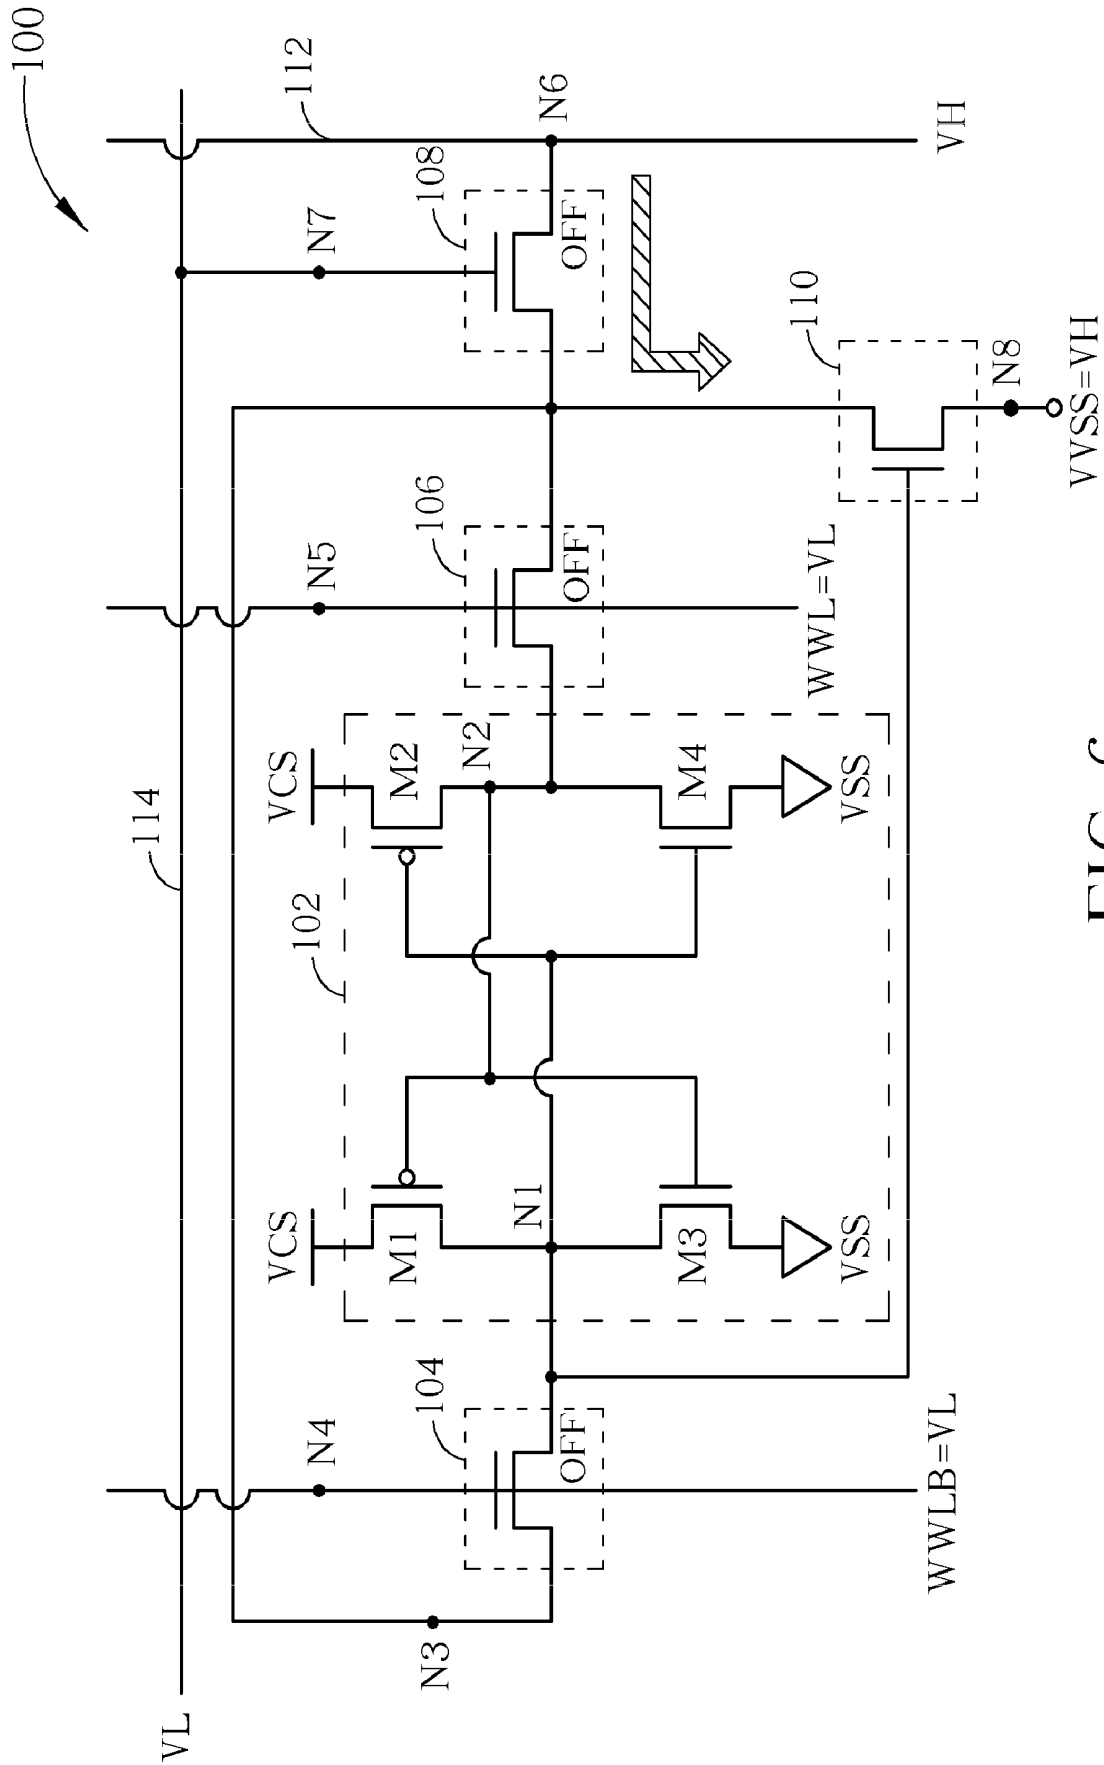 100
112
VH
N6
108
OFF
N7
110
N8
VVSS=VH
106
OFF
N5
WWL=VL
114
VCS
M2
N2
M4
VSS
102
VCS
M1
N1
M3
VSS
104
OFF
N4
WWLB=VL
N3
VL